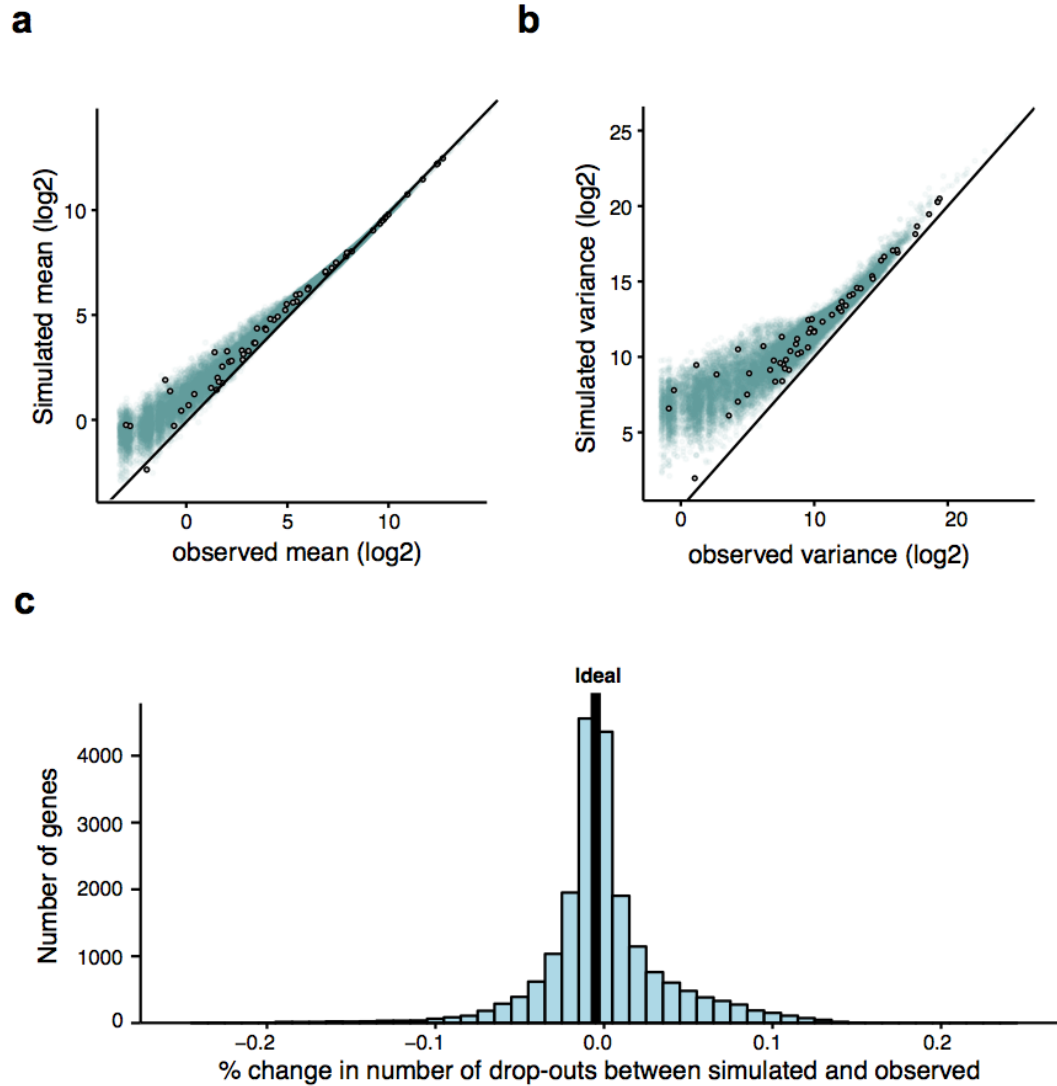 a
b
Simulated mean (log2)
10
5
0
0
5
10
observed mean (log2)
Simulated variance (log2)
25
20
15
10
5
0
10
20
observed variance (log2)
c
Ideal
Number of genes
4000
3000
2000
1000
0
−0.2
−0.1
0.0
0.1
0.2
% change in number of drop-outs between simulated and observed